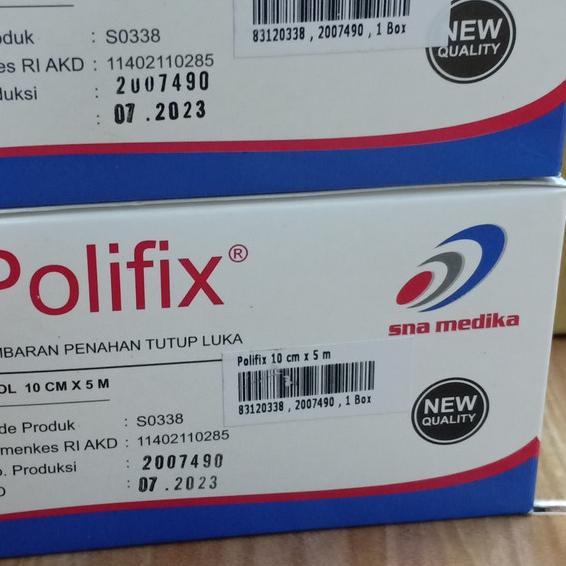 oduk : S0338
kes RI AKD : 11402110285
duksi : 2007490
: 07.2023
83120338 , 2007490 , 1 Box
NEW
QUALITY
Polifix®
MBARAN PENAHAN TUTUP LUKA
OL 10 CM X 5 M
sna medika
Polifix 10 cm x 5 m
83120338 , 2007490 , 1 Box
NEW
QUALITY
de Produk : S0338
rmenkes RI AKD : 11402110285
o. Produksi : 2007490
D : 07.2023